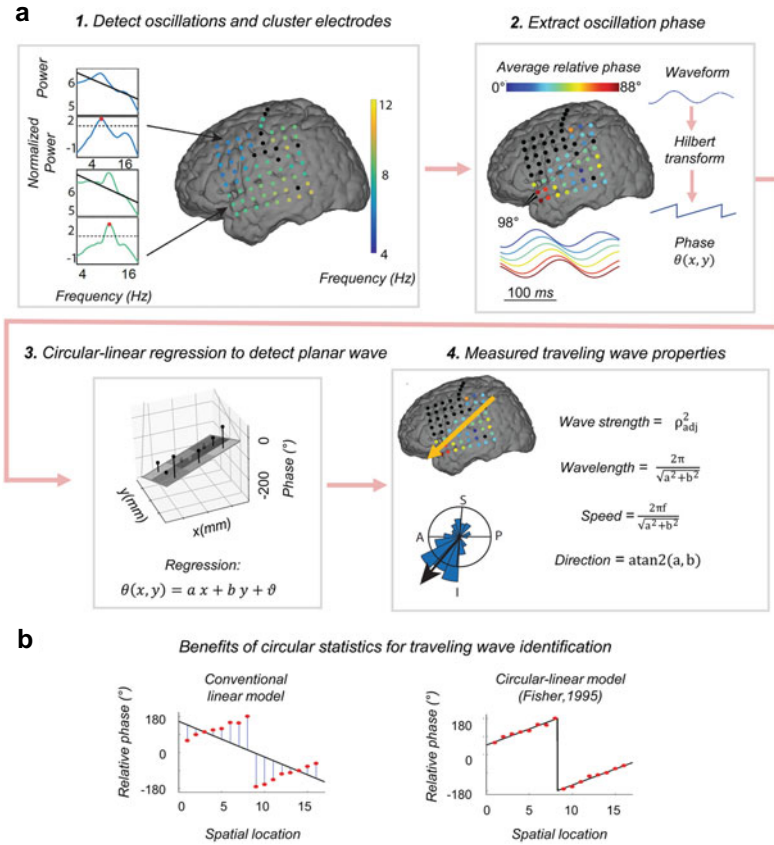 a
1. Detect oscillations and cluster electrodes
Power
6
5
Normalized
Power
2
-1
4 16
6
5
2
-1
4 16
Frequency (Hz)
12
8
4
Frequency (Hz)
2. Extract oscillation phase
Average relative phase
0° 88°
98°
100 ms
Waveform
Hilbert
transform
Phase
θ(x, y)
3. Circular-linear regression to detect planar wave
0
-200
Phase (°)
y(mm)
x(mm)
Regression:
θ(x, y) = a x + b y + ϑ
4. Measured traveling wave properties
S
A P
I
Wave strength = ρ²adj
Wavelength = 2π / √a²+b²
Speed = 2πf / √a²+b²
Direction = atan2(a, b)
b
Benefits of circular statistics for traveling wave identification
Conventional
linear model
Relative phase (°)
180
0
-180
0 5 10 15
Spatial location
Circular-linear model
(Fisher,1995)
Relative phase (°)
180
0
-180
0 5 10 15
Spatial location